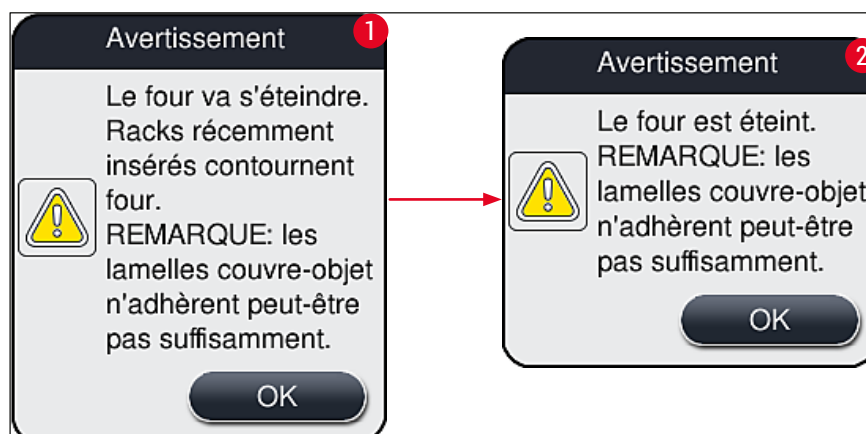 Avertissement
1
Le four va s'éteindre.
Racks récemment
insérés contournent
four.
REMARQUE: les
lamelles couvre-objet
n'adhèrent peut-être
pas suffisamment.
OK
Avertissement
2
Le four est éteint.
REMARQUE: les
lamelles couvre-objet
n'adhèrent peut-être
pas suffisamment.
OK